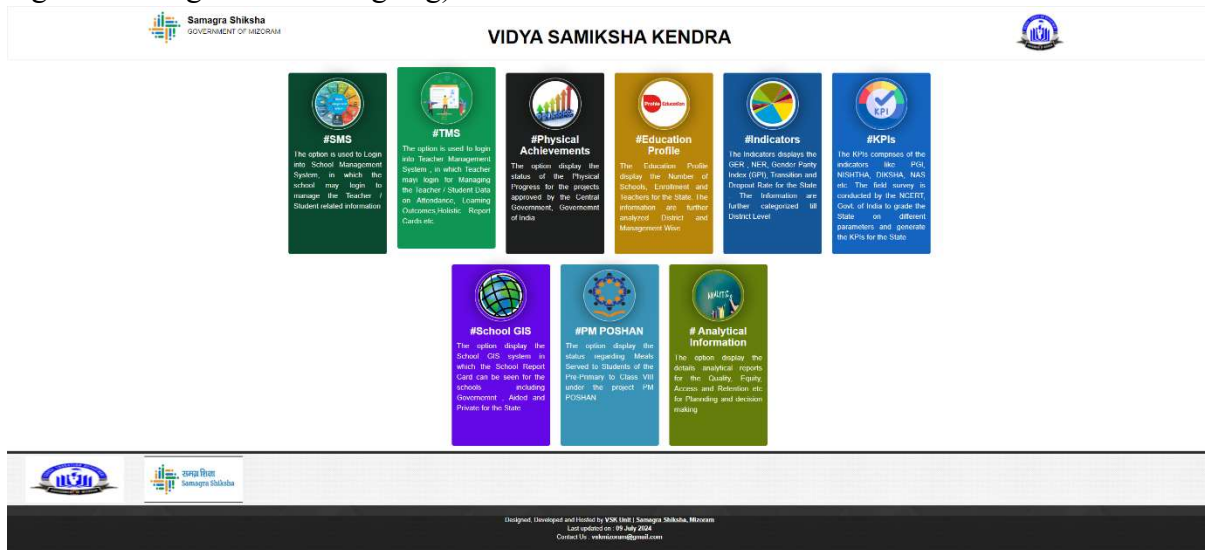 Samagra Shiksha
GOVERNMENT OF MIZORAM
VIDYA SAMIKSHA KENDRA
#SMS
The option is used to Login
into School Management
System, in which the
school may login to
manage the Teacher /
Student related information
#TMS
The option is used to login
into Teacher Management
System , in which Teacher
mayi login for Managing
the Teacher / Student Data
on Attendance, Learning
Outcomes,Holistic Report
Cards etc
#Physical
Achievements
The option display the
status of the Physical
Progress for the projects
approved by the Central
Government, Governemnt
of India
Profile Education
#Education
Profile
The Education Profile
display the Number of
Schools, Enrollment and
Teachers for the State. The
information are further
analyzed District and
Management Wise
#Indicators
The Indicators displays the
GER , NER, Gender Parity
Index (GPI), Transition and
Dropout Rate for the State
. The Information are
further categorized till
District Level
KPI
#KPIs
The KPIs comprises of the
indicators like PGI,
NISHTHA, DIKSHA, NAS
etc The field survey is
conducted by the NCERT,
Govt. of India to grade the
State on different
parameters and generate
the KPIs for the State
#School GIS
The option display the
School GIS system in
which the School Report
Card can be seen for the
schools including
Governemnt , Aided and
Private for the State
#PM POSHAN
The option display the
status regarding Meals
Served to Students of the
Pre-Primary to Class VIII
under the project PM
POSHAN
# Analytical
Information
The option display the
details analytical reports
for the Quality, Equity,
Access and Retention etc
for Plannding and decision
making
समग्र शिक्षा
Samagra Shiksha
Designed, Developed and Hosted by VSK Unit | Samagra Shiksha, Mizoram
Last updated on : 09 July 2024
Contact Us : vskmizoram@gmail.com